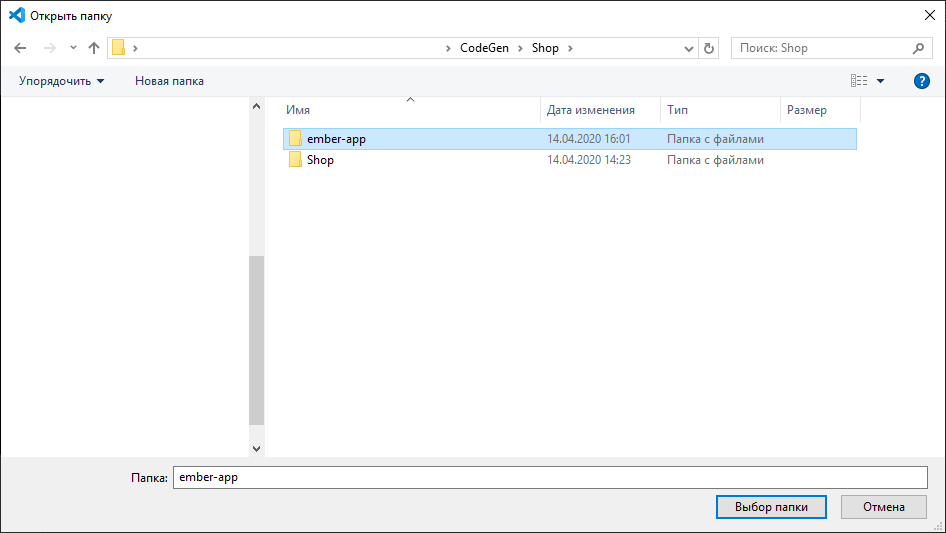 Открыть папку
CodeGen Shop
Поиск: Shop
Упорядочить Новая папка
Имя Дата изменения Тип Размер
ember-app 14.04.2020 16:01 Папка с файлами
Shop 14.04.2020 14:23 Папка с файлами
Папка: ember-app
Выбор папки Отмена